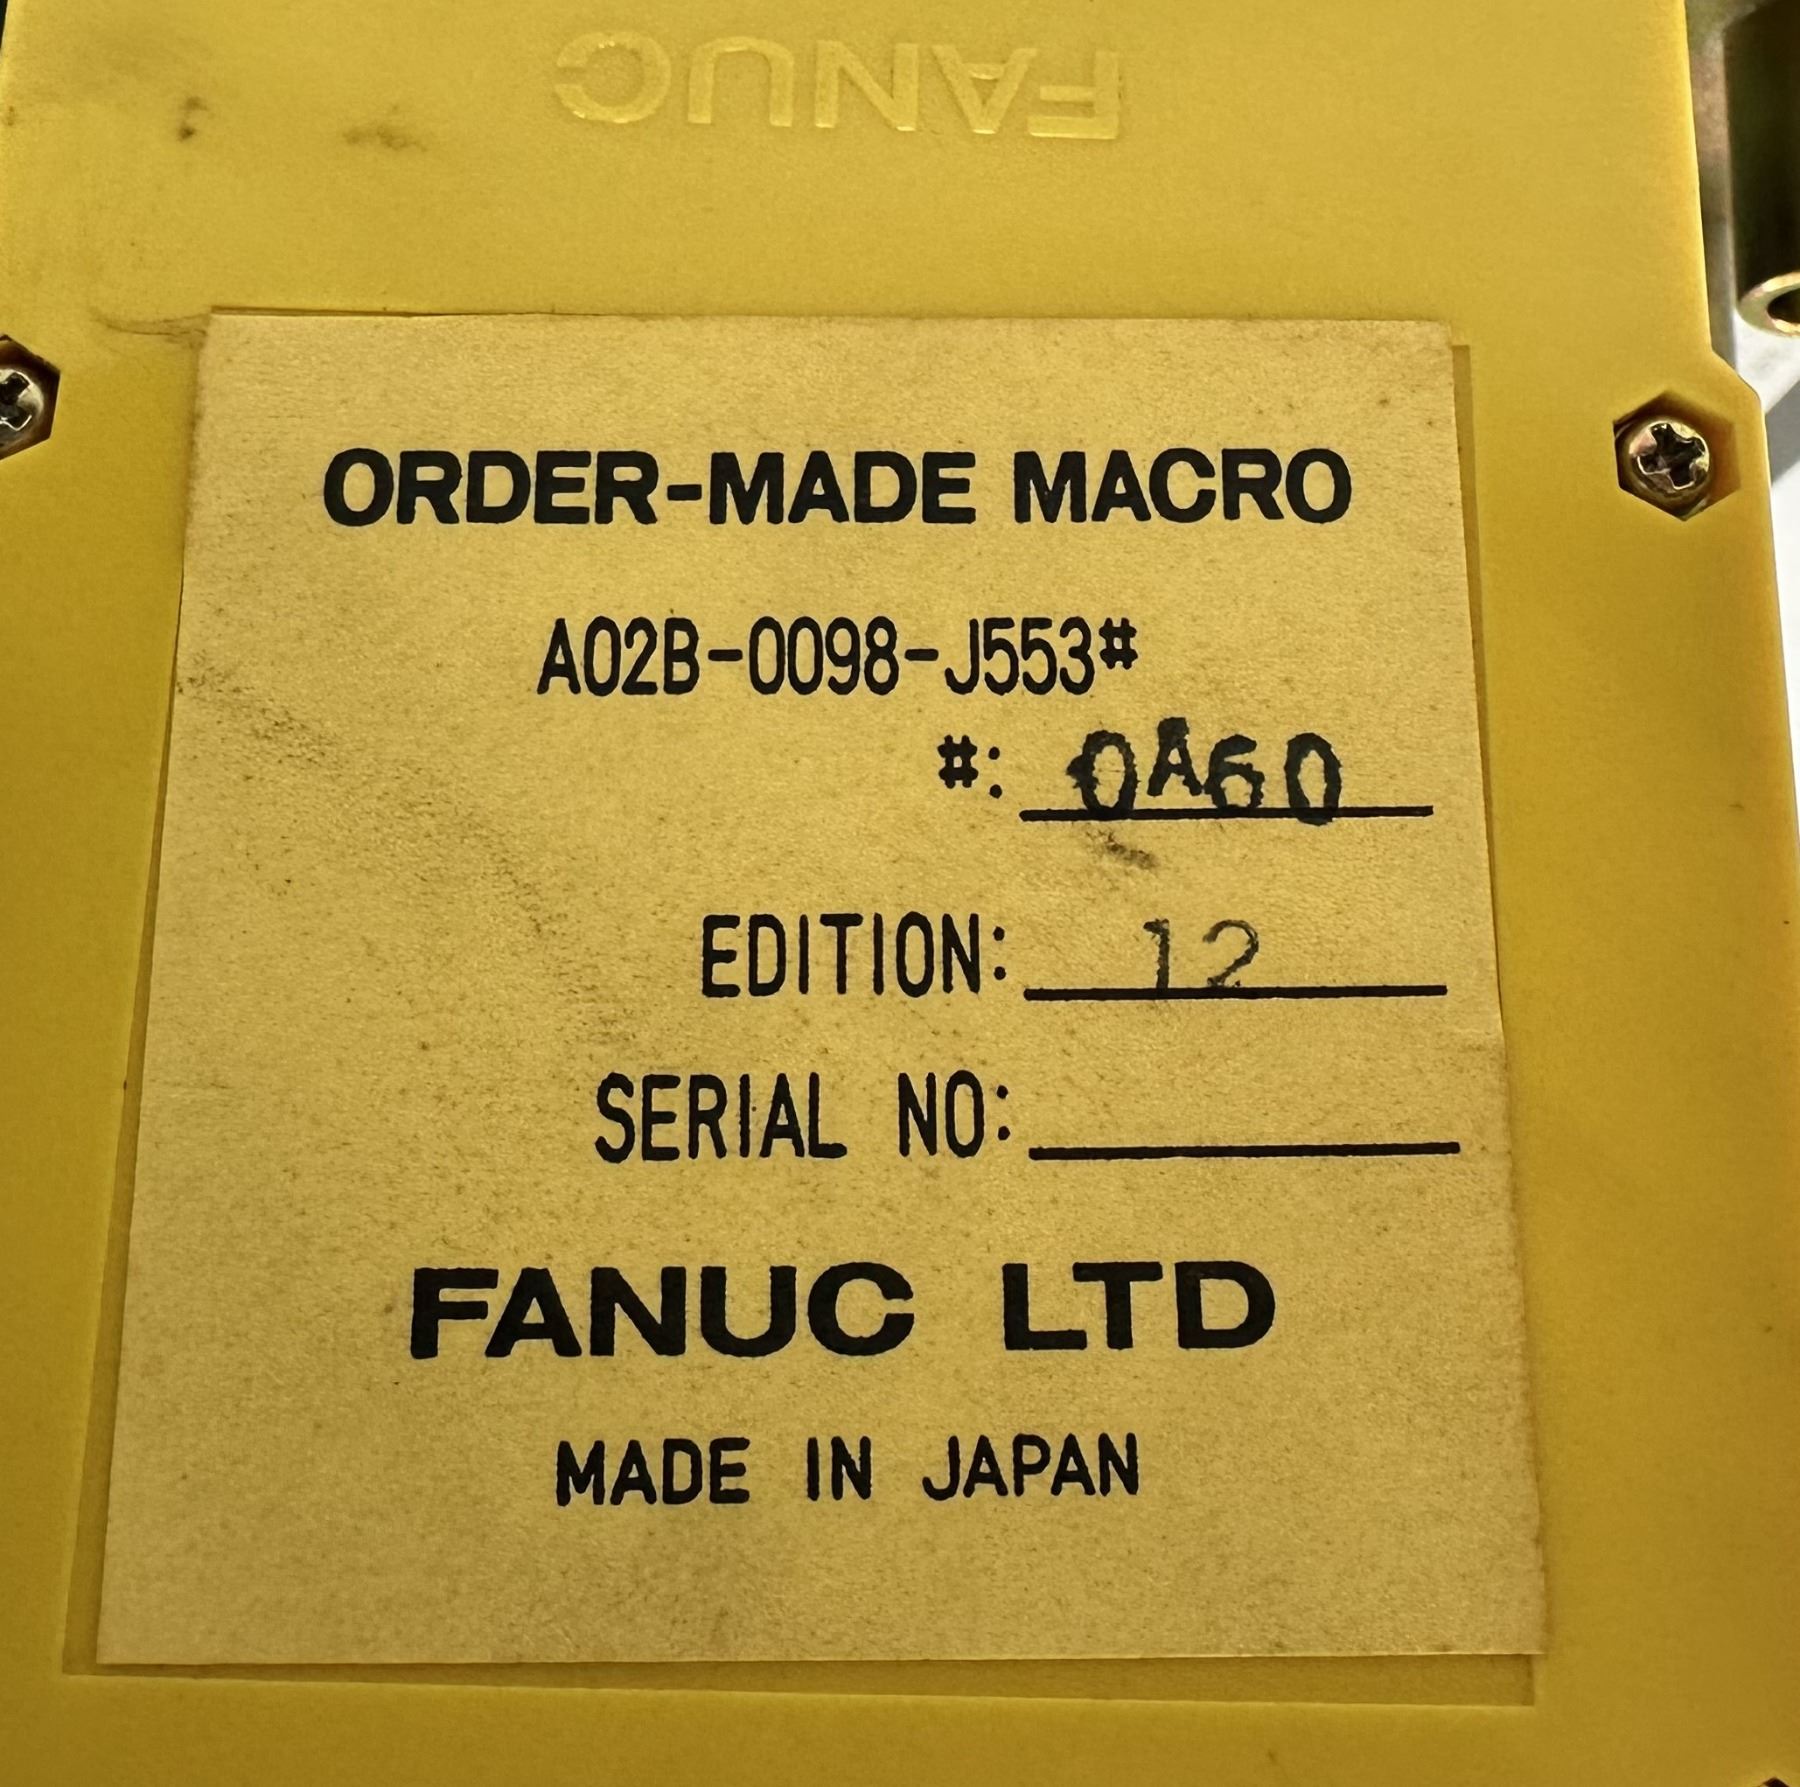 FANUC
ORDER-MADE MACRO
A02B-0098-J553#
#: 0A60
EDITION: 12
SERIAL NO:
FANUC LTD
MADE IN JAPAN